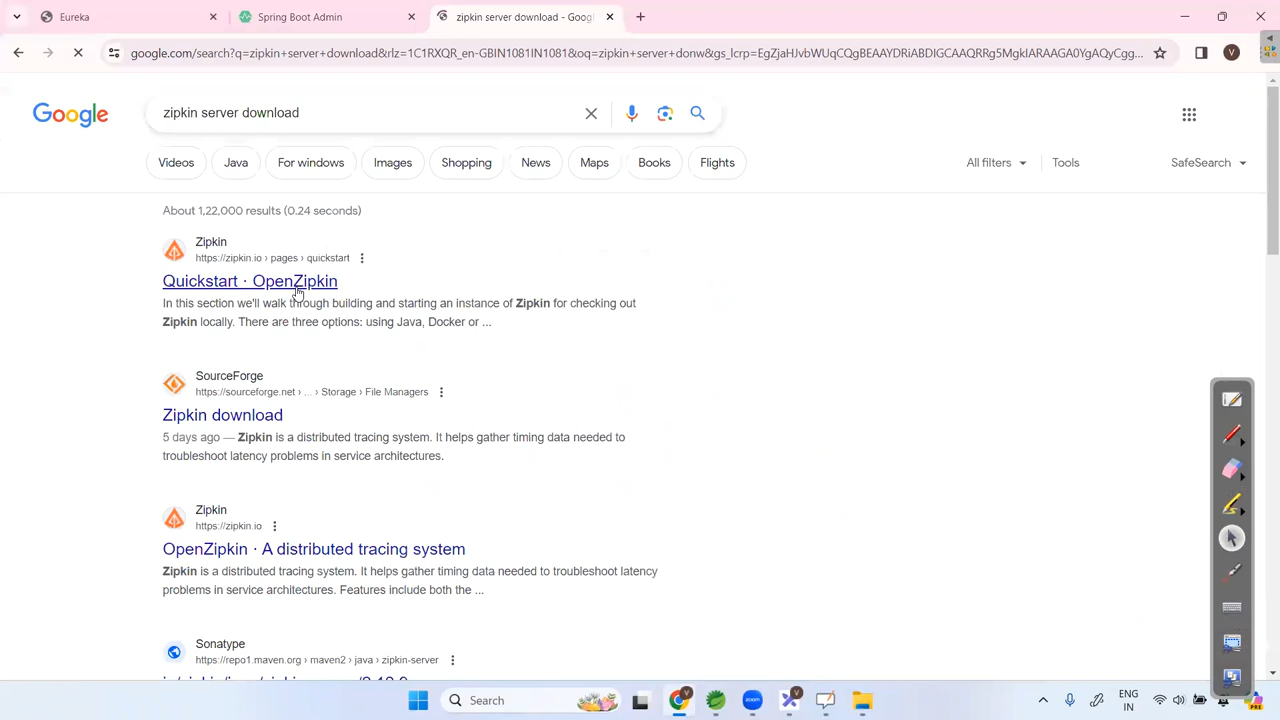 Eureka
Spring Boot Admin
zipkin server download - Goog
google.com/search?q=zipkin+server+download&rlz=1C1RXQR_en-GBIN1081IN1081&oq=zipkin+server+donw&gs_lcrp=EgZjaHJvbWUqCQgBEAAYDRiABDIGCAAQRRg5MgkIARAAGA0YgAQyCgg...
V
Google
zipkin server download
Videos
Java
For windows
Images
Shopping
News
Maps
Books
Flights
All filters
Tools
SafeSearch
About 1,22,000 results (0.24 seconds)
Zipkin
https://zipkin.io › pages › quickstart
Quickstart · OpenZipkin
In this section we'll walk through building and starting an instance of Zipkin for checking out
Zipkin locally. There are three options: using Java, Docker or ...
SourceForge
https://sourceforge.net › ... › Storage › File Managers
Zipkin download
5 days ago — Zipkin is a distributed tracing system. It helps gather timing data needed to
troubleshoot latency problems in service architectures.
Zipkin
https://zipkin.io
OpenZipkin · A distributed tracing system
Zipkin is a distributed tracing system. It helps gather timing data needed to troubleshoot latency
problems in service architectures. Features include both the ...
Sonatype
https://repo1.maven.org › maven2 › java › zipkin-server
Search
zoom
V
ENG
IN
PRE